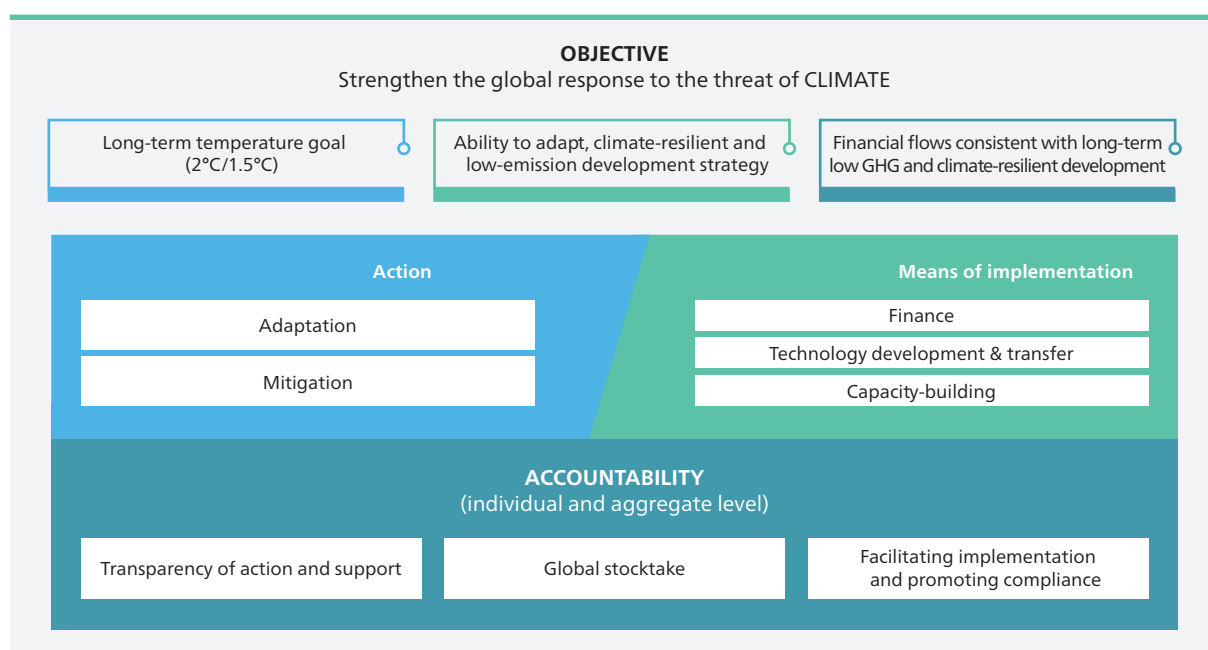 OBJECTIVE
Strengthen the global response to the threat of CLIMATE
Long-term temperature goal
(2°C/1.5°C)
Ability to adapt, climate-resilient and
low-emission development strategy
Financial flows consistent with long-term
low GHG and climate-resilient development
Action
Adaptation
Mitigation
Means of implementation
Finance
Technology development & transfer
Capacity-building
ACCOUNTABILITY
(individual and aggregate level)
Transparency of action and support
Global stocktake
Facilitating implementation
and promoting compliance